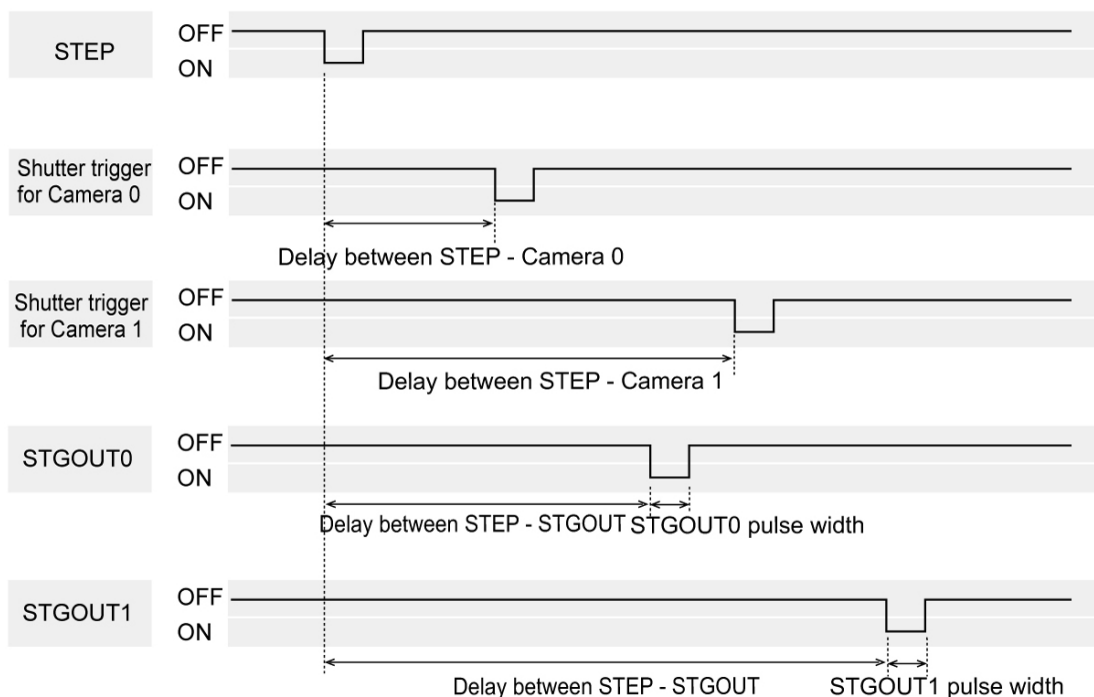 STEP
OFF
ON
Shutter trigger
for Camera 0
OFF
ON
Delay between STEP - Camera 0
Shutter trigger
for Camera 1
OFF
ON
Delay between STEP - Camera 1
STGOUT0
OFF
ON
Delay between STEP - STGOUT
STGOUT0 pulse width
STGOUT1
OFF
ON
Delay between STEP - STGOUT
STGOUT1 pulse width